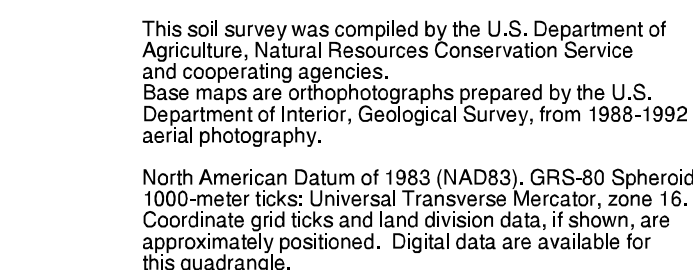 This soil survey was compiled by the U.S. Department of
Agriculture, Natural Resources Conservation Service
and cooperating agencies.
Base maps are orthophotographs prepared by the U.S.
Department of Interior, Geological Survey, from 1988-1992
aerial photography.
North American Datum of 1983 (NAD83). GRS-80 Spheroid
1000-meter ticks: Universal Transverse Mercator, zone 16.
Coordinate grid ticks and land division data, if shown, are
approximately positioned. Digital data are available for
this quadrangle.